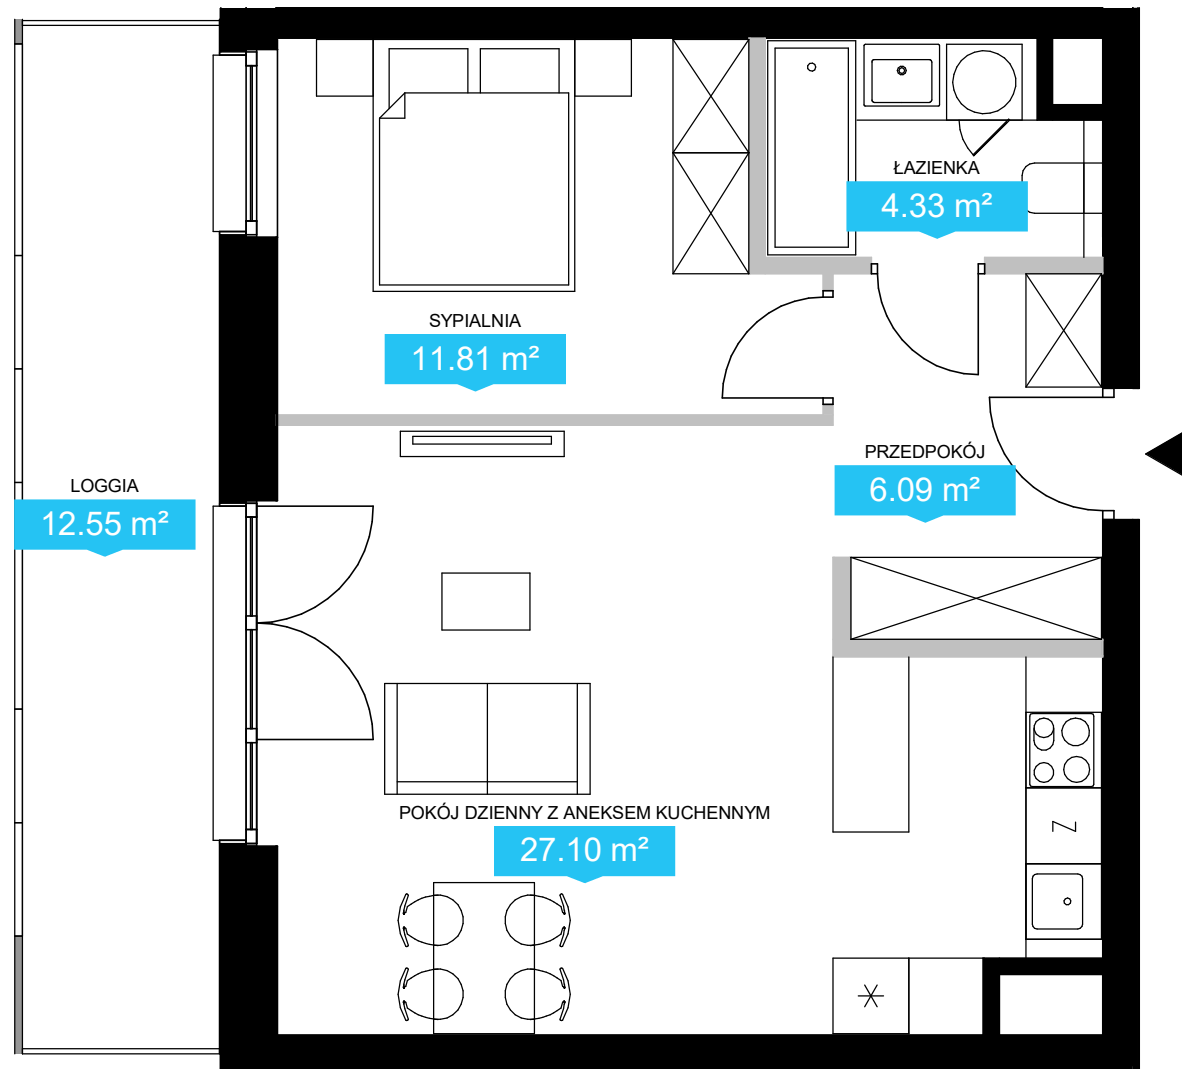 ŁAZIENKA
4.33 m²
SYPIALNIA
11.81 m²
PRZEDPOKÓJ
6.09 m²
LOGGIA
12.55 m²
POKÓJ DZIENNY Z ANEKSEM KUCHENNYM
27.10 m²
Z